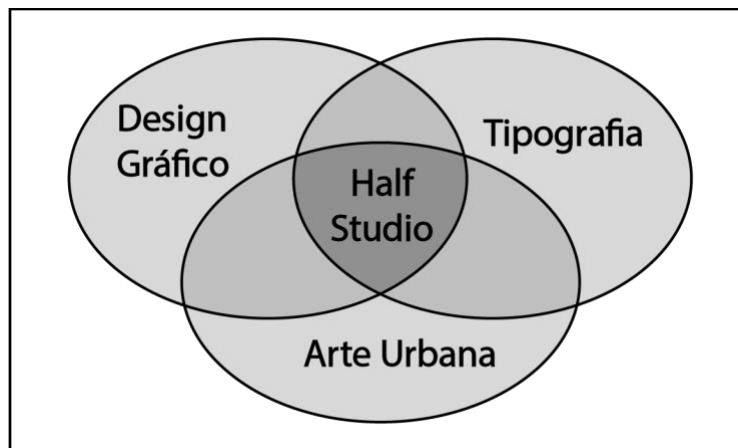 Design
Gráfico
Tipografia
Half
Studio
Arte Urbana